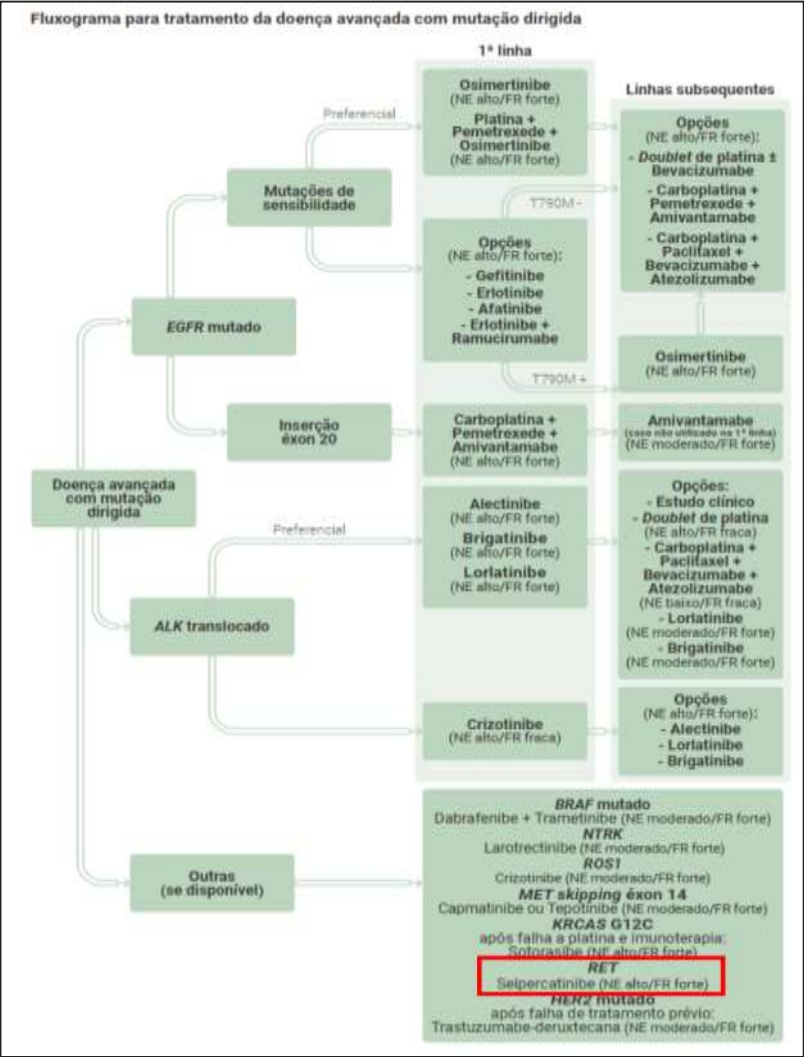 Fluxograma para tratamento da doença avançada com mutação dirigida
1ª linha
Linhas subsequentes
Doença avançada
com mutação
dirigida
EGFR mutado
Mutações de
sensibilidade
Preferencial
Osimertinibe
(NE alto/FR forte)
Platina +
Pemetrexede +
Osimertinibe
(NE alto/FR forte)
Opções
(NE alto/FR forte):
- Doublet de platina ±
Bevacizumabe
- Carboplatina +
Pemetrexede +
Amivantamabe
- Carboplatina +
Paclitaxel +
Bevacizumabe +
Atezolizumabe
T790M -
Opções
(NE alto/FR forte):
- Gefitinibe
- Erlotinibe
- Afatinibe
- Erlotinibe +
Ramucirumabe
T790M +
Osimertinibe
(NE alto/FR forte)
Inserção
éxon 20
Carboplatina +
Pemetrexede +
Amivantamabe
(NE alto/FR forte)
Amivantamabe
(caso não utilizado na 1ª linha)
(NE moderado/FR forte)
ALK translocado
Preferencial
Alectinibe
(NE alto/FR forte)
Brigatinibe
(NE alto/FR forte)
Lorlatinibe
(NE alto/FR forte)
Opções:
- Estudo clínico
- Doublet de platina
(NE alto/FR fraca)
- Carboplatina +
Paclitaxel +
Bevacizumabe +
Atezolizumabe
(NE baixo/FR fraca)
- Lorlatinibe
(NE moderado/FR forte)
- Brigatinibe
(NE moderado/FR forte)
Crizotinibe
(NE alto/FR fraca)
Opções
(NE alto/FR forte):
- Alectinibe
- Lorlatinibe
- Brigatinibe
Outras
(se disponível)
BRAF mutado
Dabrafenibe + Trametinibe (NE moderado/FR forte)
NTRK
Larotrectinibe (NE moderado/FR forte)
ROS1
Crizotinibe (NE moderado/FR forte)
MET skipping éxon 14
Capmatinibe ou Tepotinibe (NE moderado/FR forte)
KRCAS G12C
após falha a platina e imunoterapia:
Sotorasibe (NE alto/FR forte)
RET
Selpercatinibe (NE alto/FR forte)
HER2 mutado
após falha de tratamento prévio:
Trastuzumabe-deruxtecana (NE moderado/FR forte)